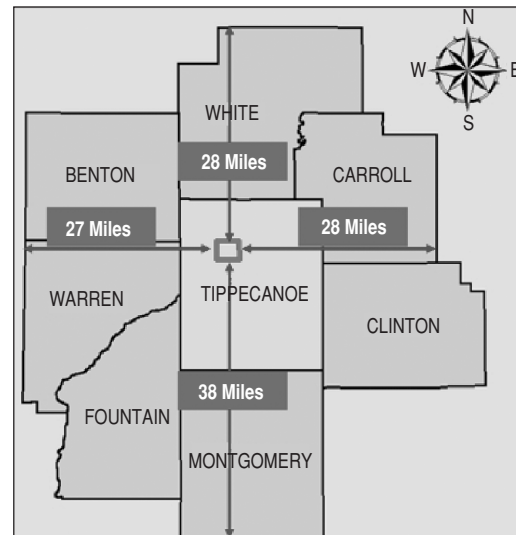 N
W E
S
WHITE
28 Miles
BENTON
CARROLL
27 Miles
28 Miles
WARREN
TIPPECANOE
CLINTON
38 Miles
FOUNTAIN
MONTGOMERY